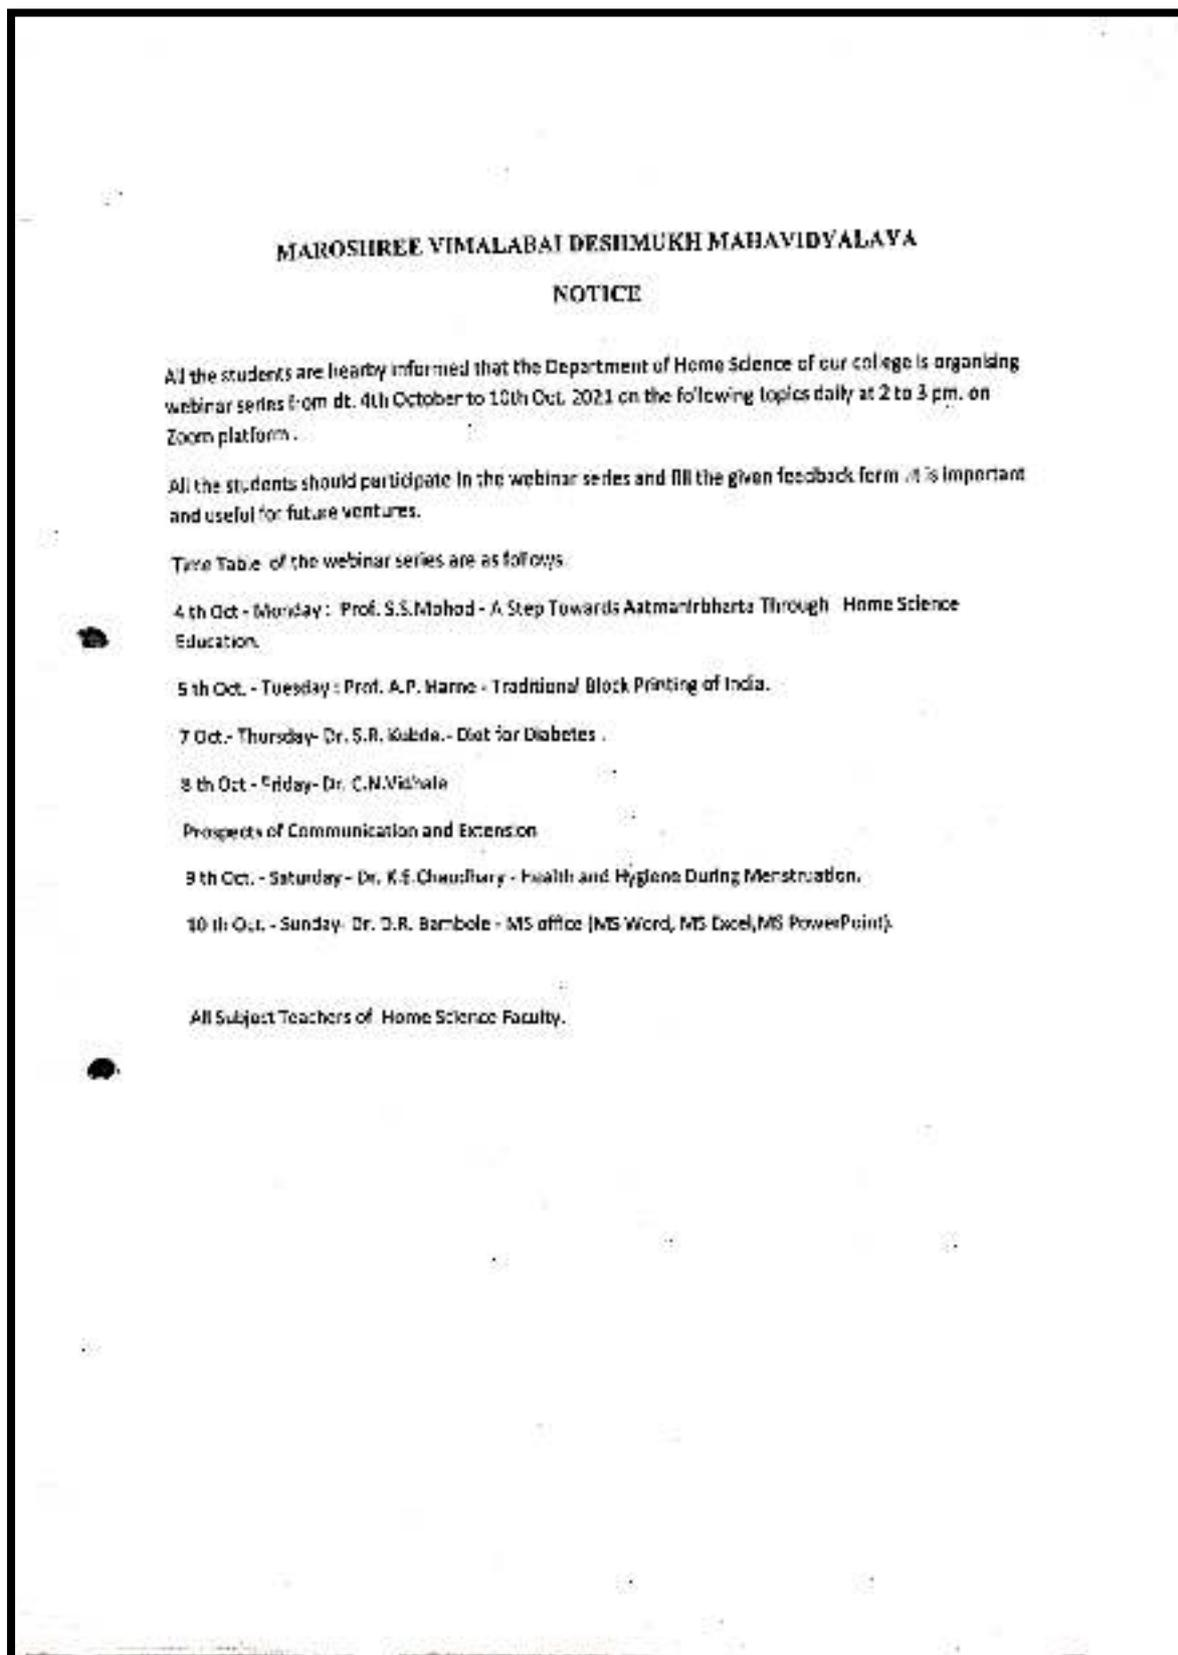 MAROSHREE VIMALABAI DESHMUKH MAHAVIDYALAYA
NOTICE
All the students are hearby informed that the Department of Home Science of our college is organising
webinar series from dt. 4th October to 10th Oct. 2021 on the following topics daily at 2 to 3 pm. on
Zoom platform .
All the students should participate in the webinar series and fill the given feedback form .It is important
and useful for future ventures.
Time Table of the webinar series are as follows.
4 th Oct - Monday : Prof. S.S.Mohod - A Step Towards Aatmanirbharta Through Home Science
Education.
5 th Oct. - Tuesday : Prof. A.P. Harne - Traditional Block Printing of India.
7 Oct.- Thursday- Dr. S.R. Kubde.- Diet for Diabetes .
8 th Oct - Friday- Dr. C.N.Vidhale
Prospects of Communication and Extension
9 th Oct. - Saturday - Dr. K.E.Chaudhary - Health and Hygiene During Menstruation.
10 th Oct. - Sunday- Dr. D.R. Bambole - MS office (MS Word, MS Excel,MS PowerPoint).
All Subject Teachers of Home Science Faculty.